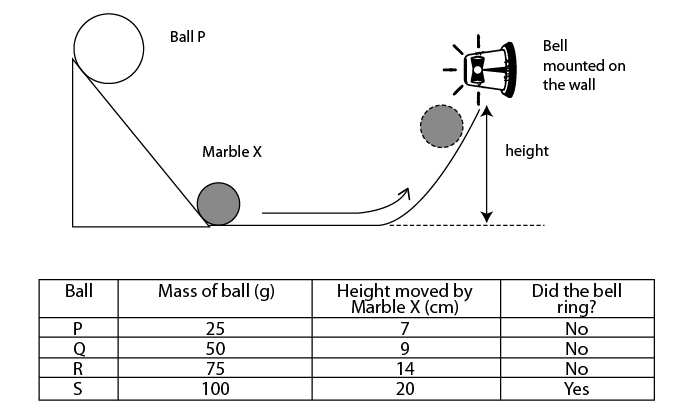 Ball P
Bell
mounted on
the wall
Marble X
height
Ball Mass of ball (g) Height moved by Marble X (cm) Did the bell ring?
P 25 7 No
Q 50 9 No
R 75 14 No
S 100 20 Yes